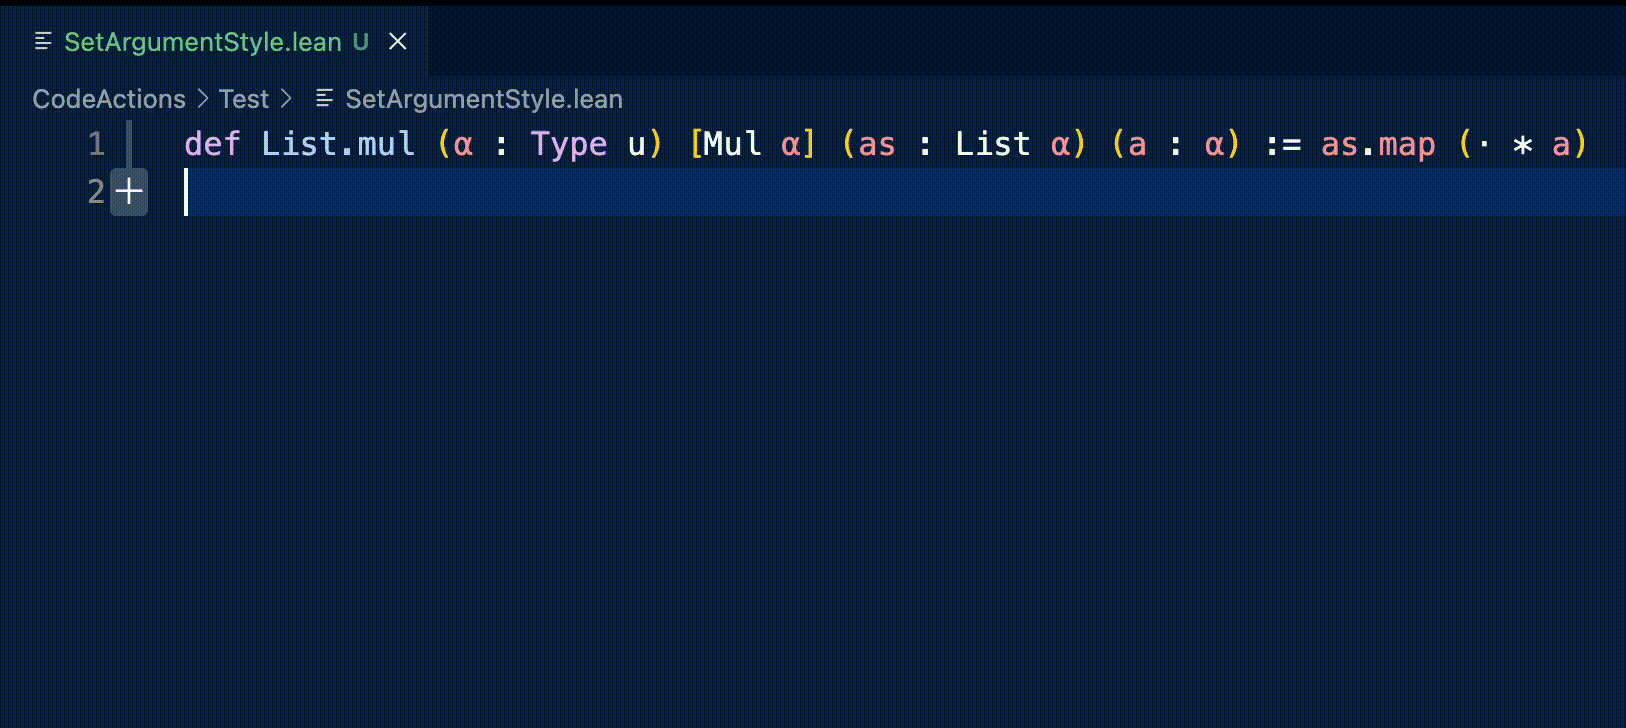 SetArgumentStyle.lean U
CodeActions > Test > SetArgumentStyle.lean
1 def List.mul (α : Type u) [Mul α] (as : List α) (a : α) := as.map (· * a)
2